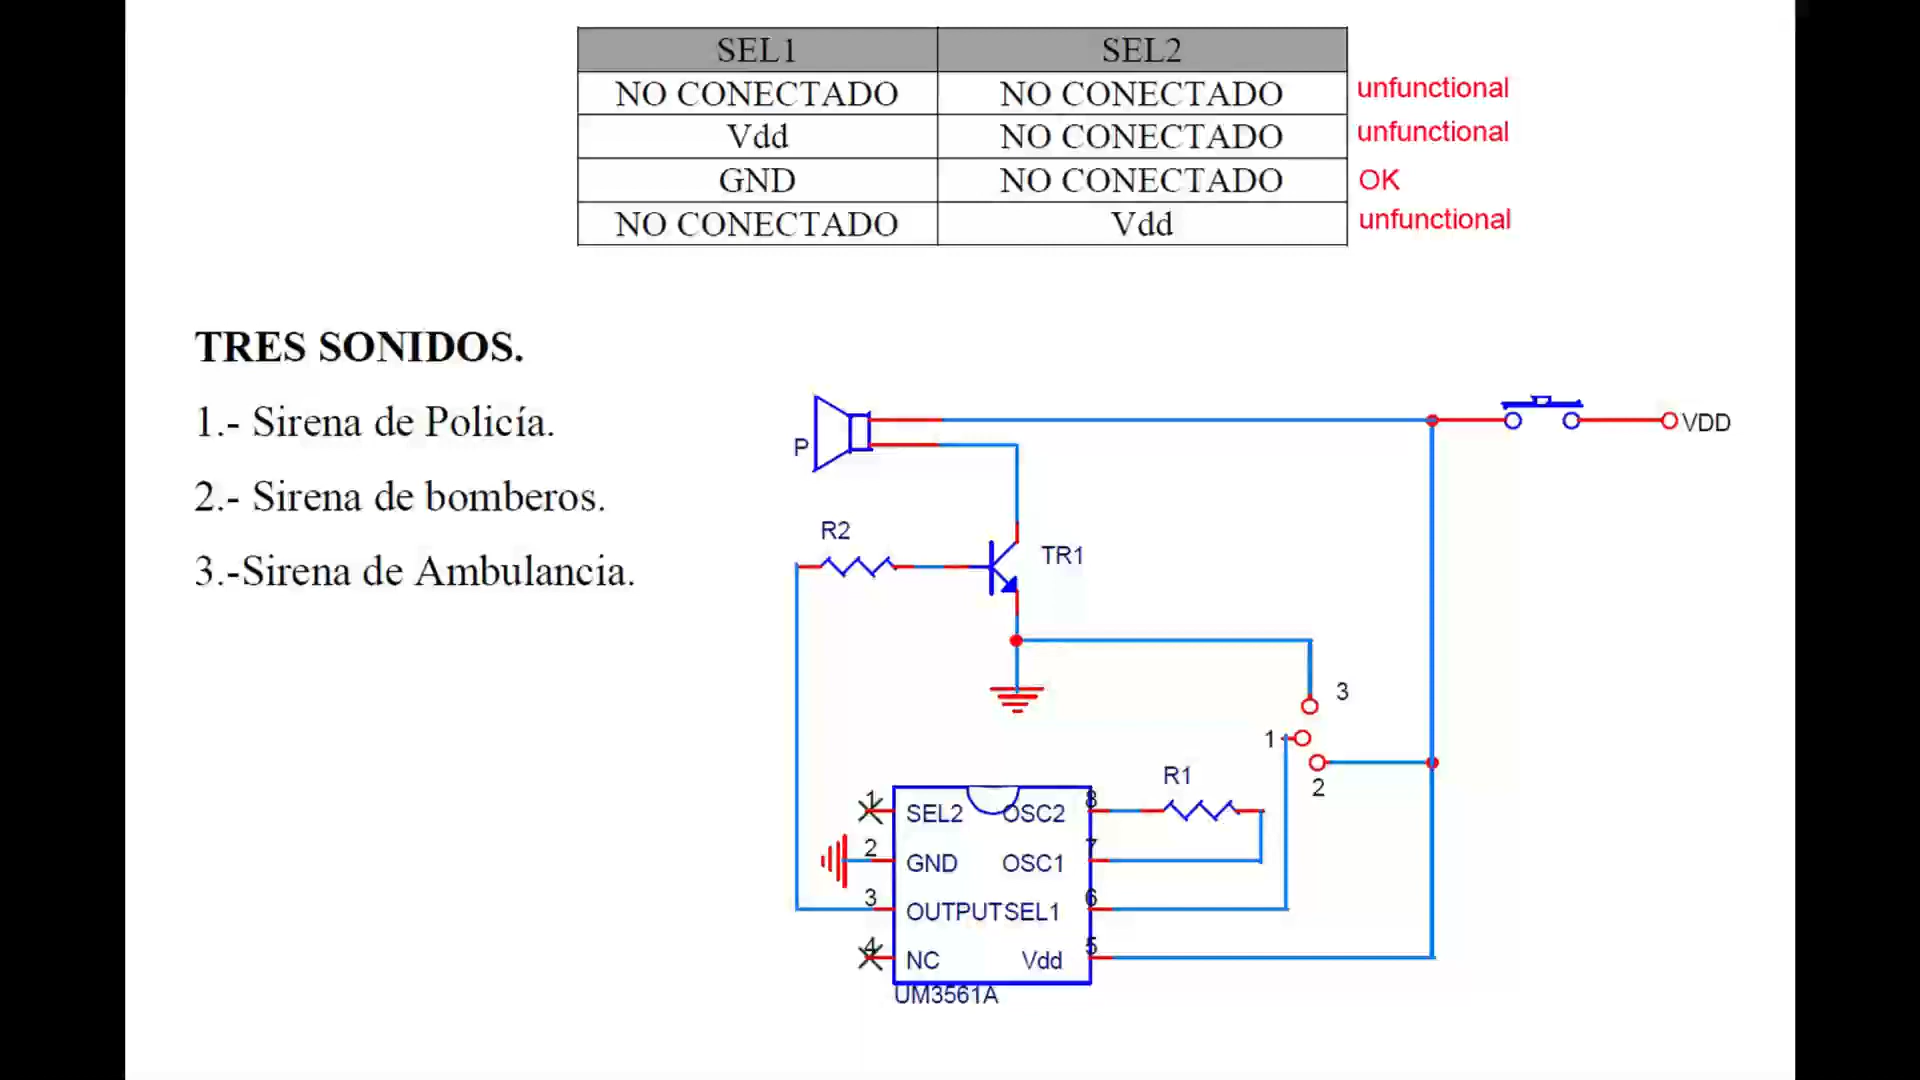 SEL1 SEL2
NO CONECTADO NO CONECTADO unfunctional
Vdd NO CONECTADO unfunctional
GND NO CONECTADO OK
NO CONECTADO Vdd unfunctional
TRES SONIDOS.
1.- Sirena de Policía.
2.- Sirena de bomberos.
3.-Sirena de Ambulancia.
VDD
P
R2
TR1
3
1
2
R1
1 SEL2 OSC2 8
2 GND OSC1 7
3 OUTPUT SEL1 6
4 NC Vdd 5
UM3561A